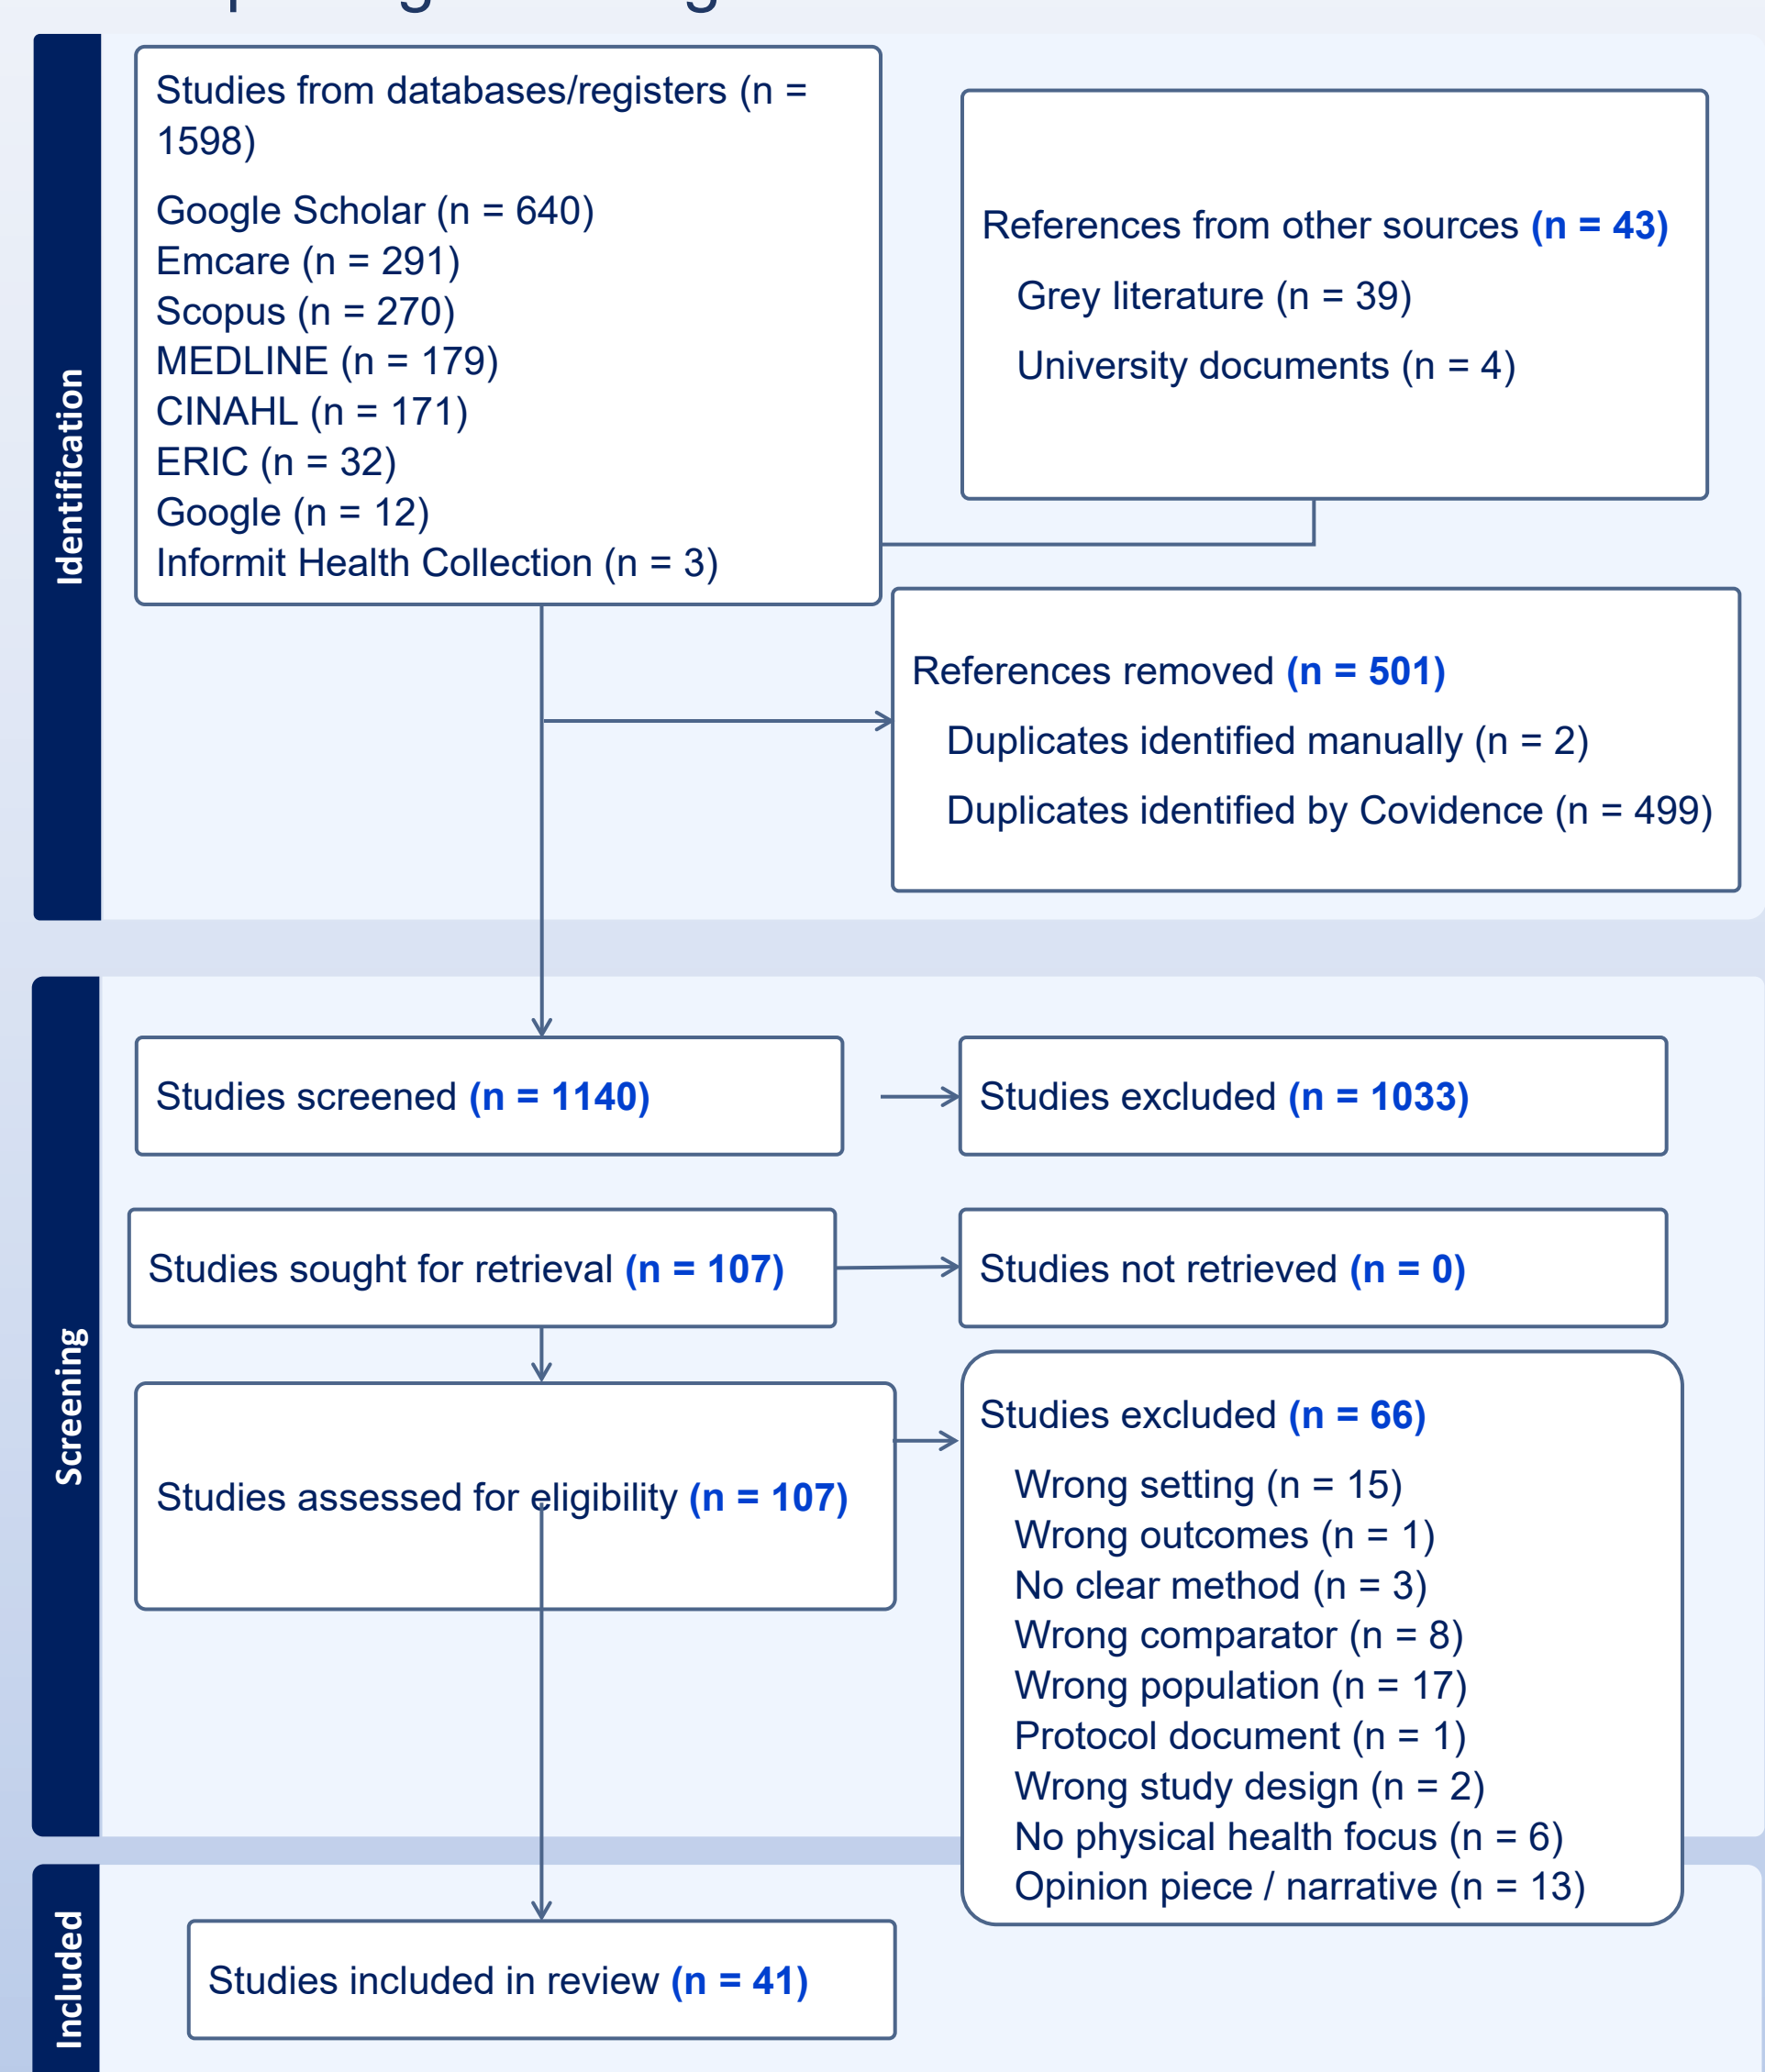 Identification
Studies from databases/registers (n =
1598)
Google Scholar (n = 640)
Emcare (n = 291)
Scopus (n = 270)
MEDLINE (n = 179)
CINAHL (n = 171)
ERIC (n = 32)
Google (n = 12)
Informit Health Collection (n = 3)
References from other sources (n = 43)
Grey literature (n = 39)
University documents (n = 4)
References removed (n = 501)
Duplicates identified manually (n = 2)
Duplicates identified by Covidence (n = 499)
Screening
Studies screened (n = 1140)
Studies excluded (n = 1033)
Studies sought for retrieval (n = 107)
Studies not retrieved (n = 0)
Studies assessed for eligibility (n = 107)
Studies excluded (n = 66)
Wrong setting (n = 15)
Wrong outcomes (n = 1)
No clear method (n = 3)
Wrong comparator (n = 8)
Wrong population (n = 17)
Protocol document (n = 1)
Wrong study design (n = 2)
No physical health focus (n = 6)
Opinion piece / narrative (n = 13)
Included
Studies included in review (n = 41)